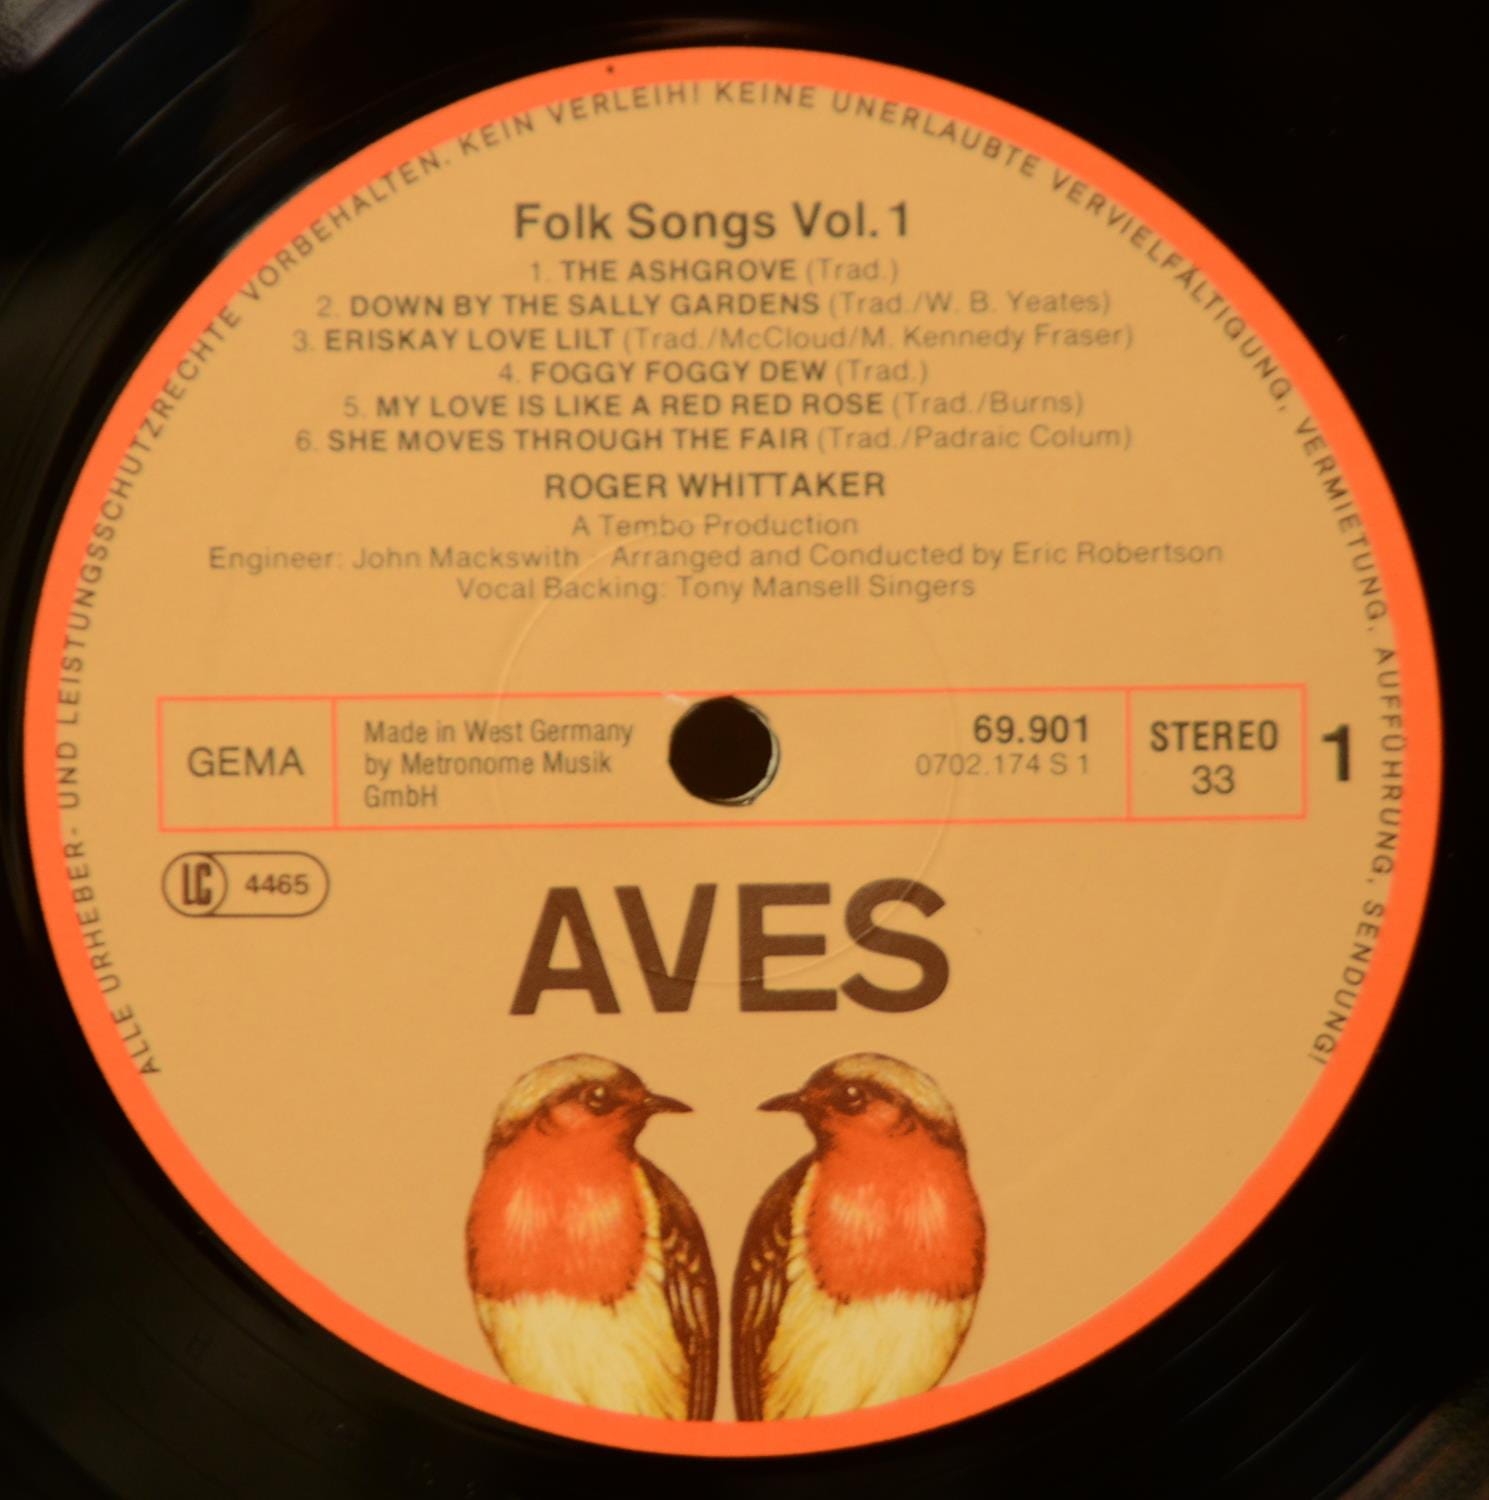 ALLE URHEBER- UND LEISTUNGSSCHUTZRECHTE VORBEHALTEN. KEIN VERLEIH! KEINE UNERLAUBTE VERVIELFÄLTIGUNG, VERMIETUNG, AUFFÜHRUNG, SENDUNG!
Folk Songs Vol. 1
1. THE ASHGROVE (Trad.)
2. DOWN BY THE SALLY GARDENS (Trad./W. B. Yeates)
3. ERISKAY LOVE LILT (Trad./McCloud/M. Kennedy Fraser)
4. FOGGY FOGGY DEW (Trad.)
5. MY LOVE IS LIKE A RED RED ROSE (Trad./Burns)
6. SHE MOVES THROUGH THE FAIR (Trad./Padraic Colum)
ROGER WHITTAKER
A Tembo Production
Engineer: John Mackswith · Arranged and Conducted by Eric Robertson
Vocal Backing: Tony Mansell Singers
GEMA
Made in West Germany
by Metronome Musik
GmbH
69.901
0702.174 S 1
STEREO
33
1
LC 4465
AVES